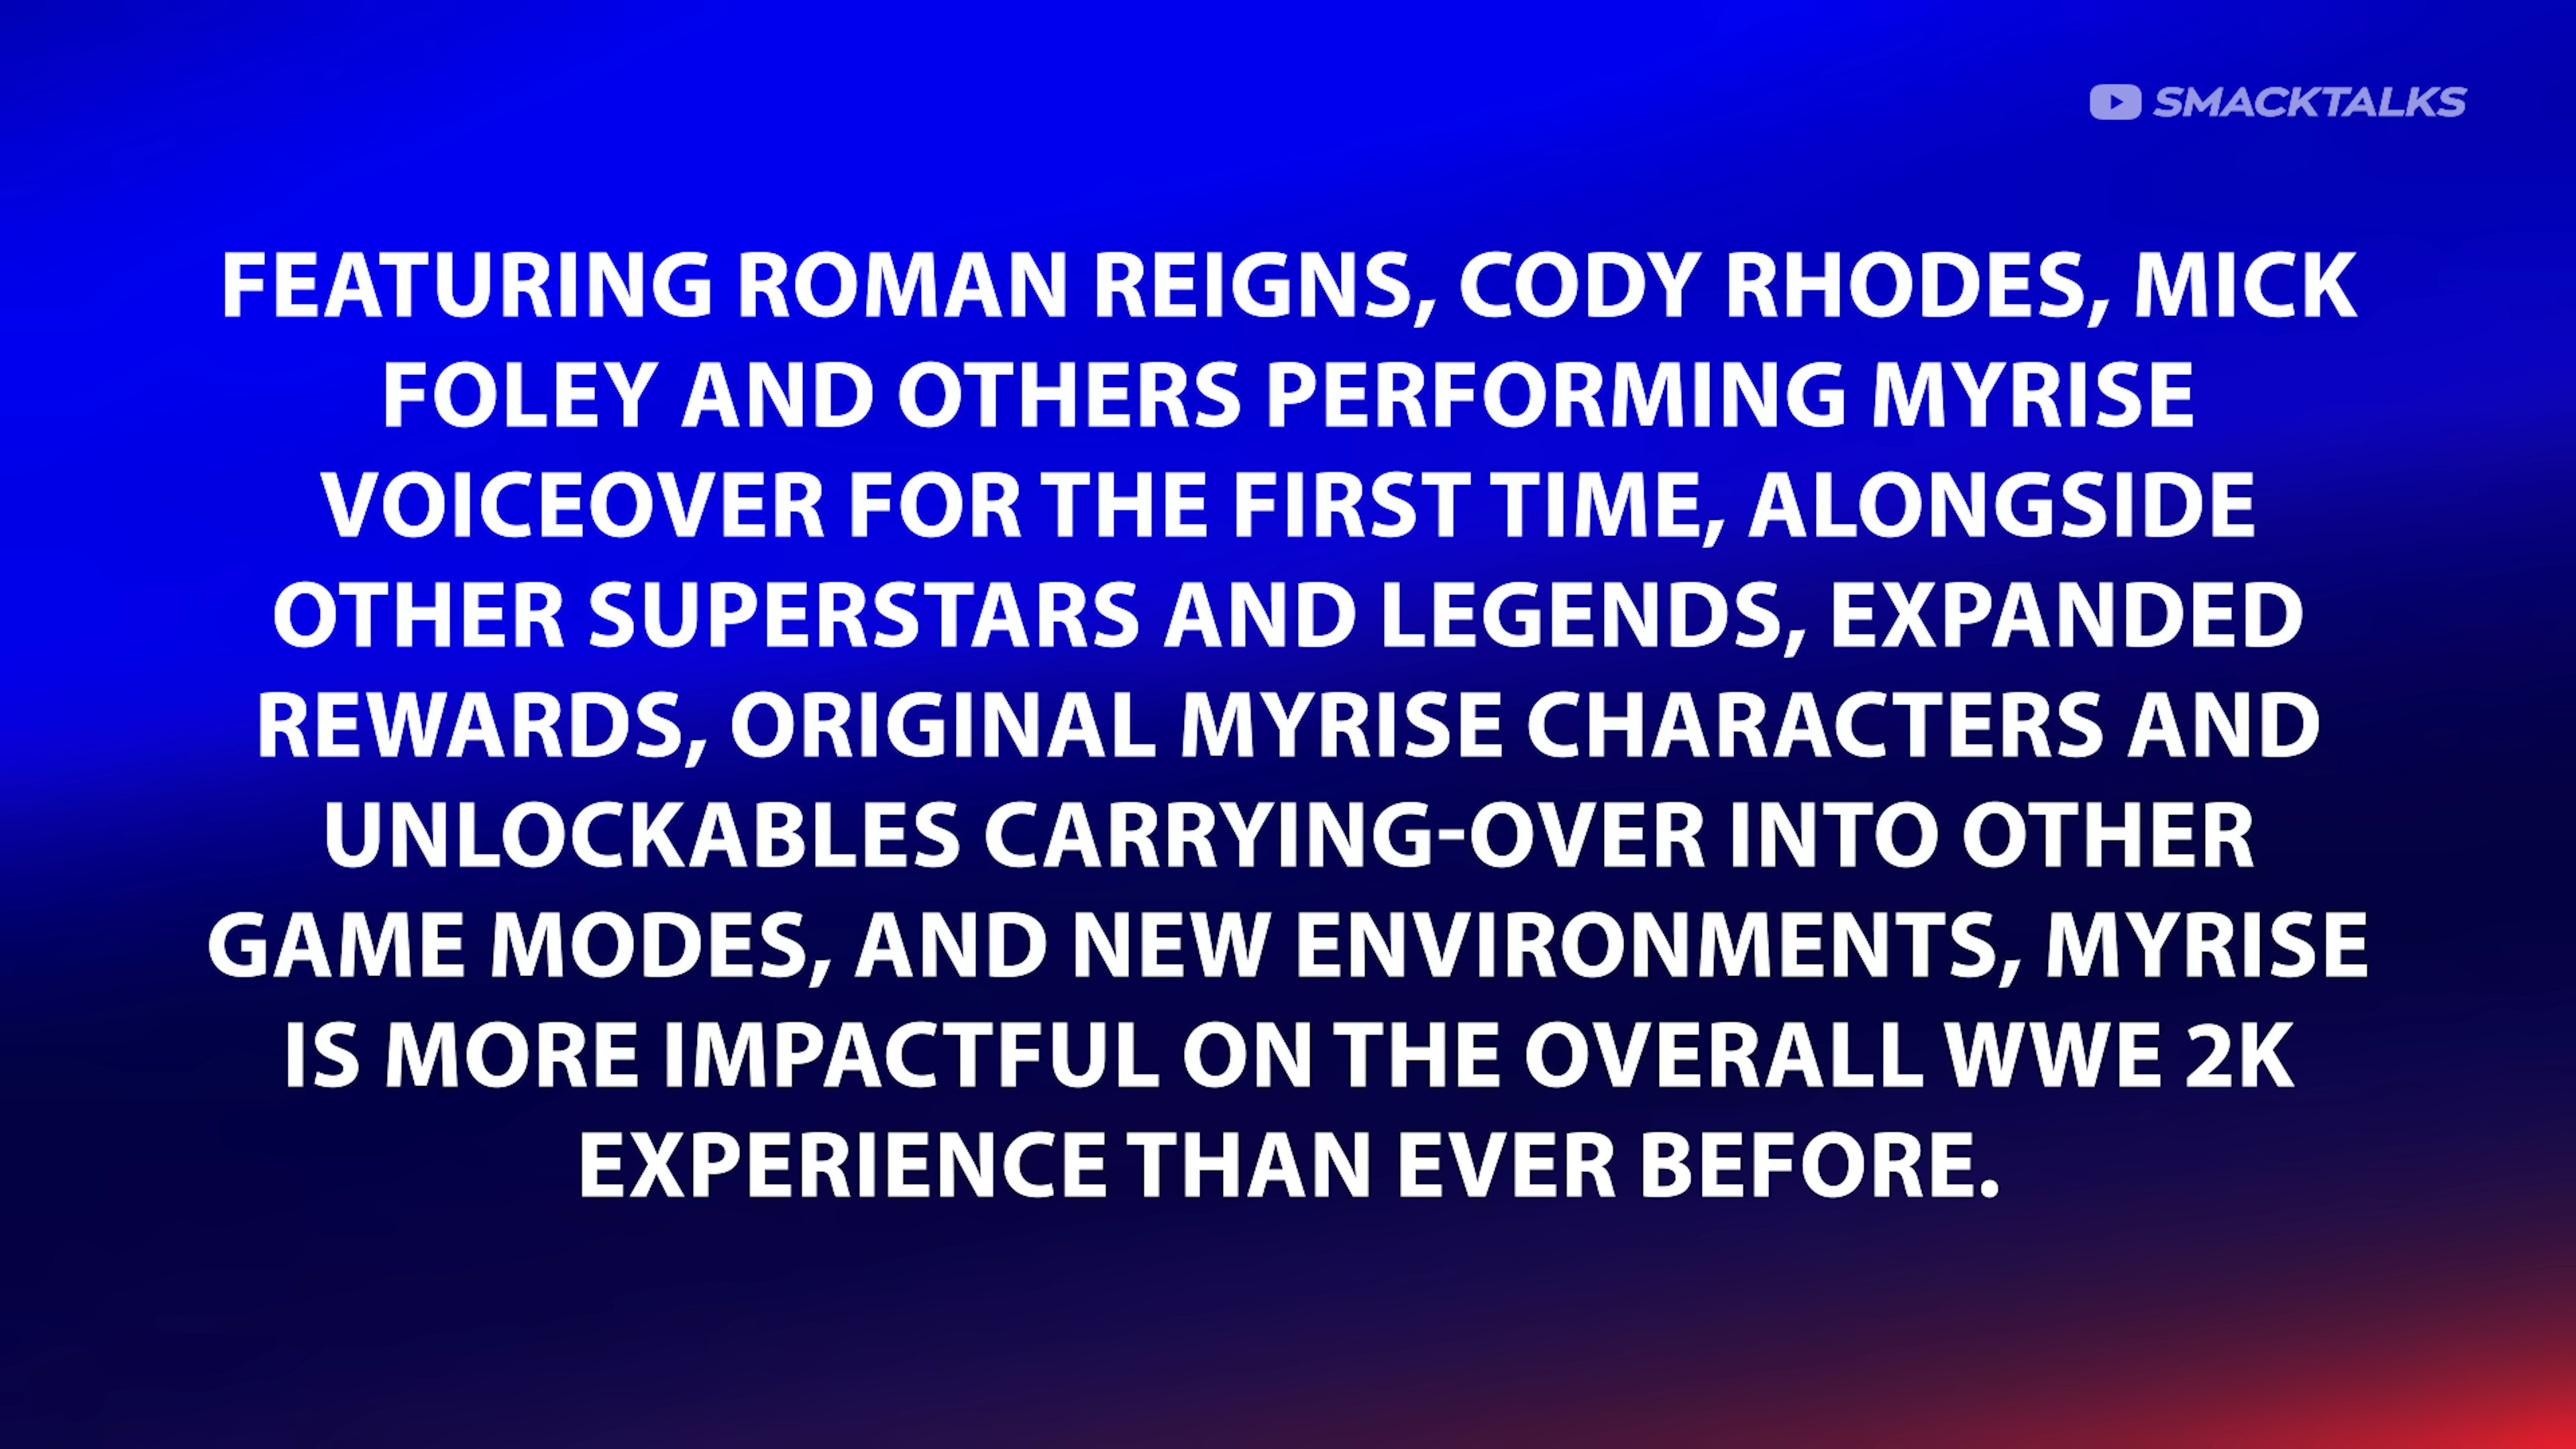 SMACKTALKS
FEATURING ROMAN REIGNS, CODY RHODES, MICK
FOLEY AND OTHERS PERFORMING MYRISE
VOICEOVER FOR THE FIRST TIME, ALONGSIDE
OTHER SUPERSTARS AND LEGENDS, EXPANDED
REWARDS, ORIGINAL MYRISE CHARACTERS AND
UNLOCKABLES CARRYING-OVER INTO OTHER
GAME MODES, AND NEW ENVIRONMENTS, MYRISE
IS MORE IMPACTFUL ON THE OVERALL WWE 2K
EXPERIENCE THAN EVER BEFORE.